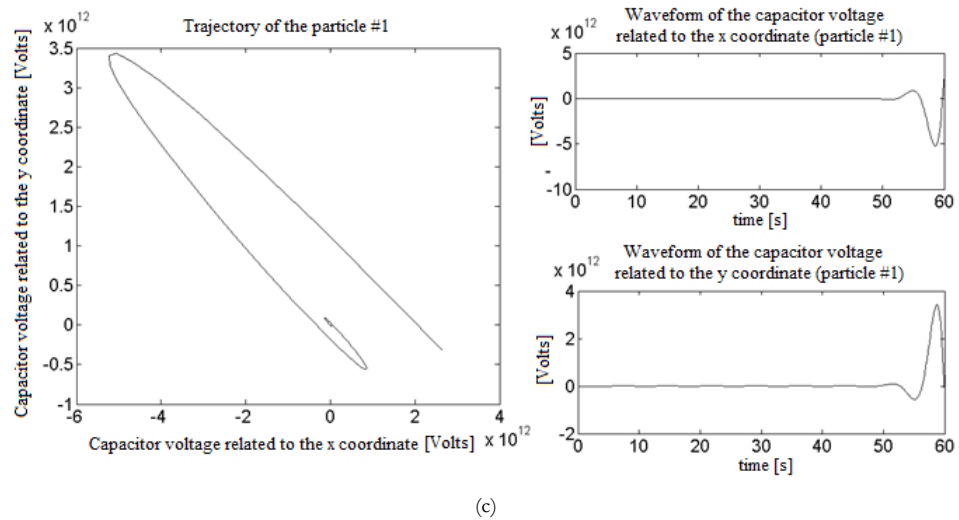 x 10^12
Trajectory of the particle #1
Capacitor voltage related to the y coordinate [Volts]
3.5
3
2.5
2
1.5
1
0.5
0
-0.5
-1
-6 -4 -2 0 2 4
Capacitor voltage related to the x coordinate [Volts] x 10^12
Waveform of the capacitor voltage
related to the x coordinate (particle #1)
x 10^12
[Volts]
5
0
-5
-10
0 10 20 30 40 50 60
time [s]
Waveform of the capacitor voltage
related to the y coordinate (particle #1)
x 10^12
[Volts]
4
2
0
-2
0 10 20 30 40 50 60
time [s]
(c)